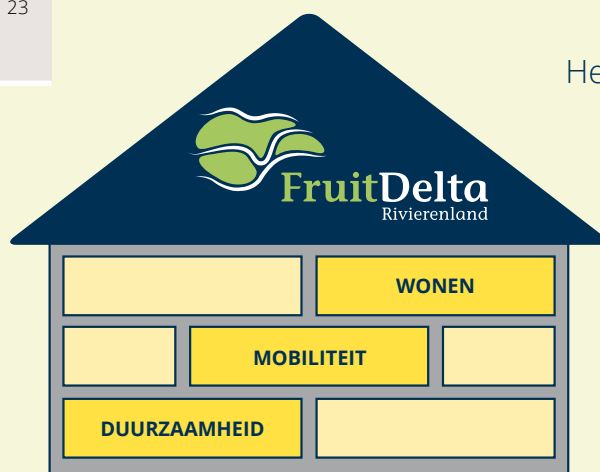 23
He
FruitDelta
Rivierenland
WONEN
MOBILITEIT
DUURZAAMHEID